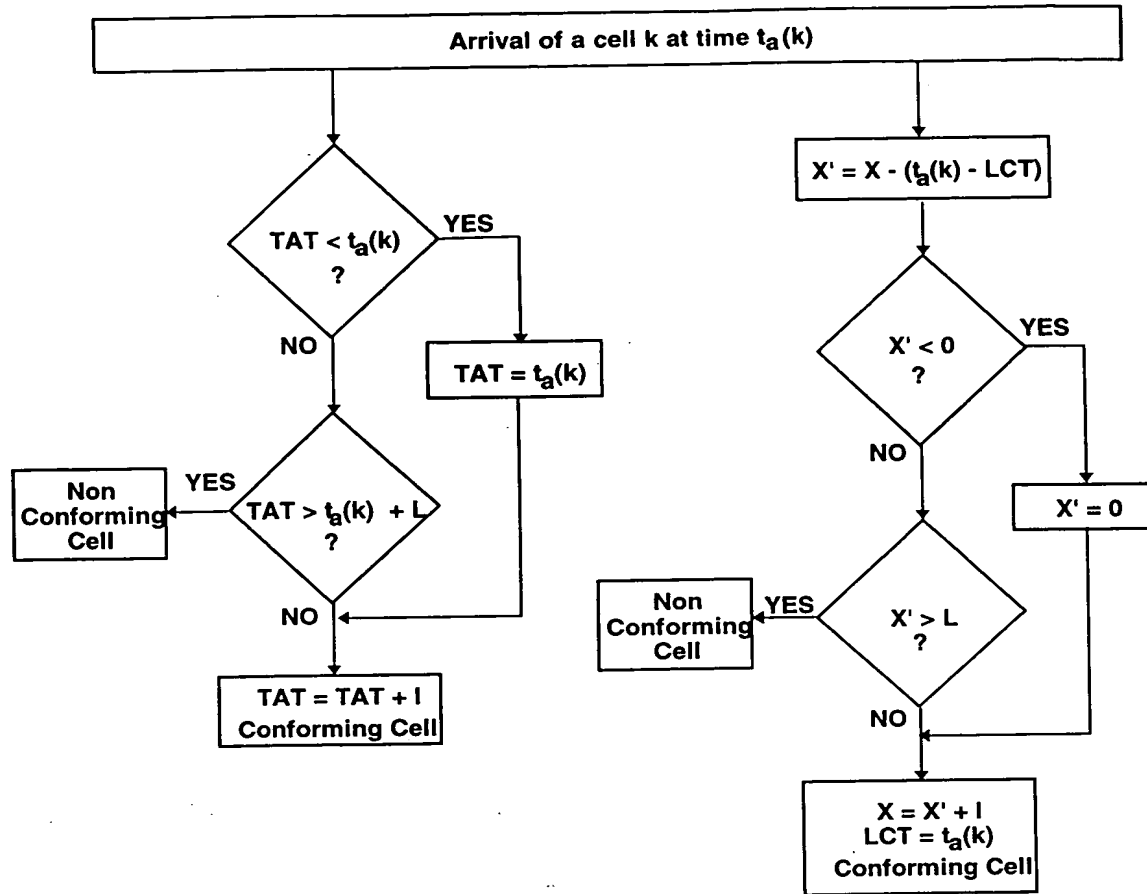 Arrival of a cell k at time ta(k)
TAT < ta(k)
?
YES
NO
TAT = ta(k)
TAT > ta(k) + L
?
YES
Non
Conforming
Cell
NO
TAT = TAT + I
Conforming Cell
X' = X - (ta(k) - LCT)
X' < 0
?
YES
NO
X' = 0
X' > L
?
YES
Non
Conforming
Cell
NO
X = X' + I
LCT = ta(k)
Conforming Cell